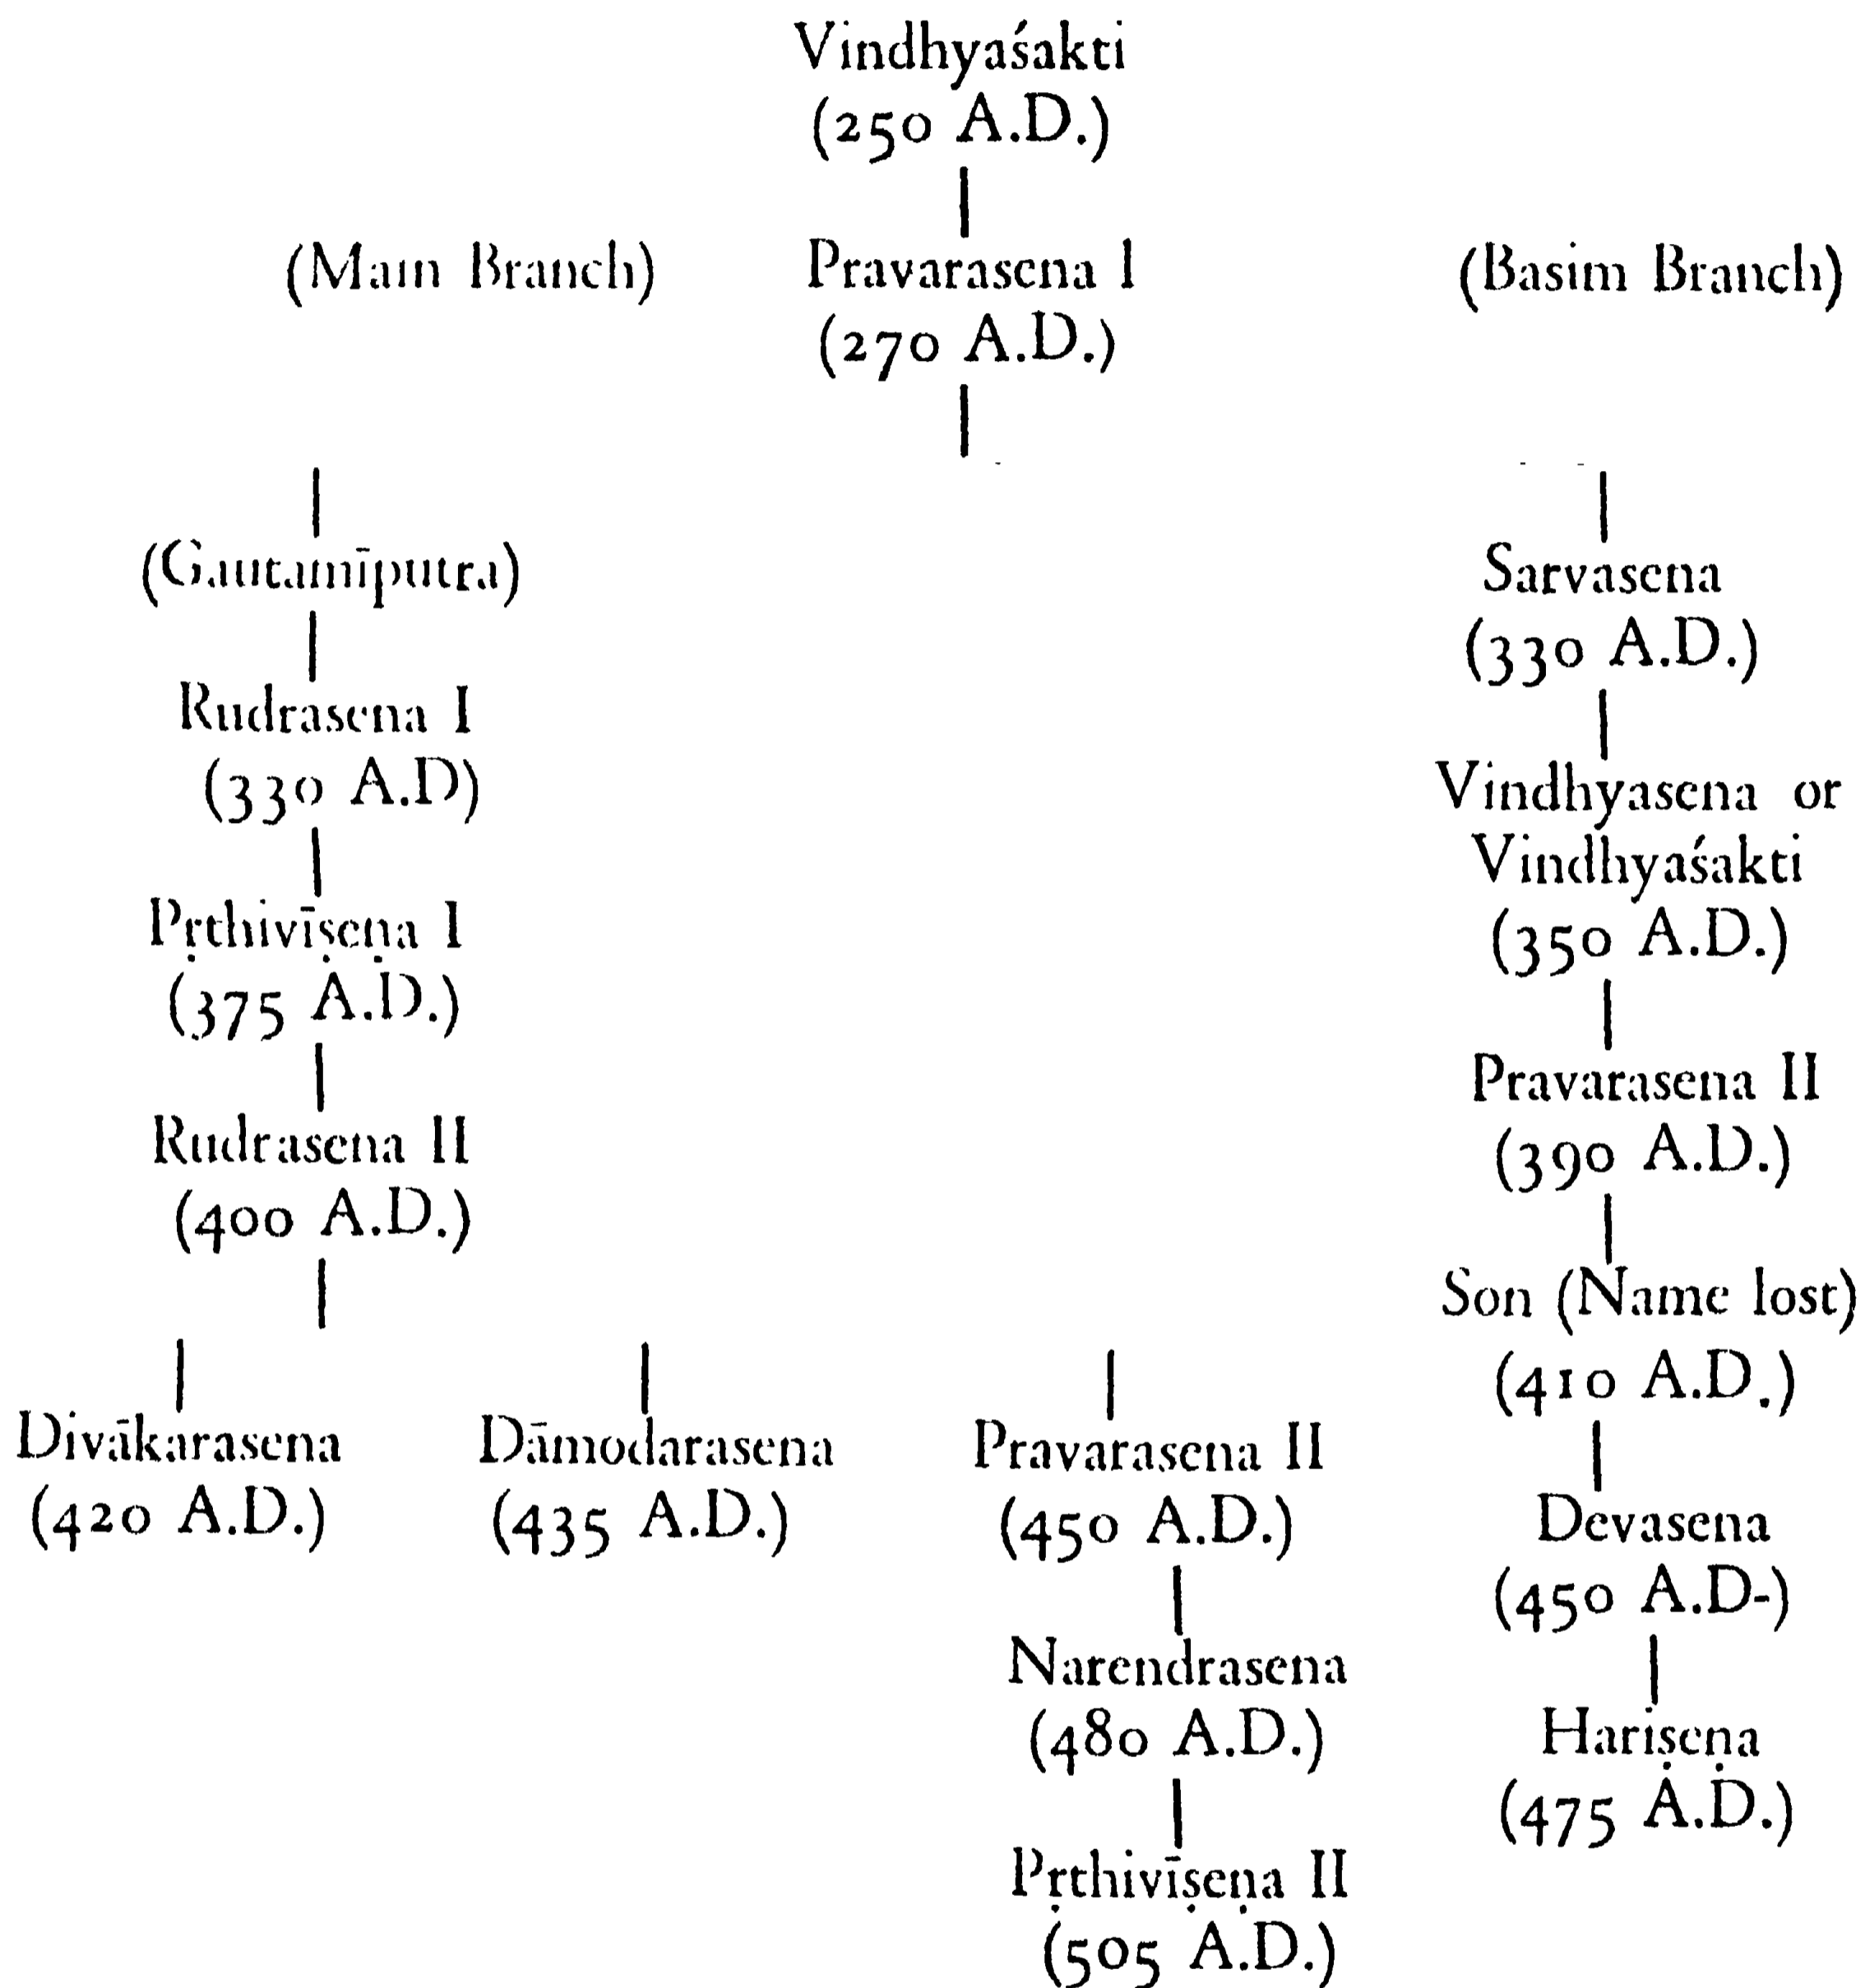 Vindhyaśakti
(250 A.D.)
(Main Branch) Pravarasena I (Basim Branch)
(270 A.D.)
(Gautamīputra) Sarvasena
(330 A.D.)
Rudrasena I
(330 A.D)
Vindhyasena or
Vindhyaśakti
(350 A.D.)
Pṛthivīṣeṇa I
(375 A.D.)
Pravarasena II
(390 A.D.)
Rudrasena II
(400 A.D.)
Son (Name lost)
(410 A.D.)
Divākarasena Dāmodarasena Pravarasena II
(420 A.D.) (435 A.D.) (450 A.D.)
Devasena
(450 A.D-)
Narendrasena
(480 A.D.)
Hariṣeṇa
(475 A.D.)
Pṛthivīṣeṇa II
(505 A.D.)